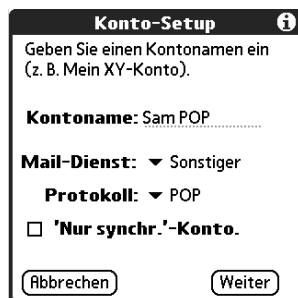 Konto-Setup
Geben Sie einen Kontonamen ein
(z. B. Mein XY-Konto).
Kontoname: Sam POP
Mail-Dienst: Sonstiger
Protokoll: POP
'Nur synchr.'-Konto.
Abbrechen Weiter